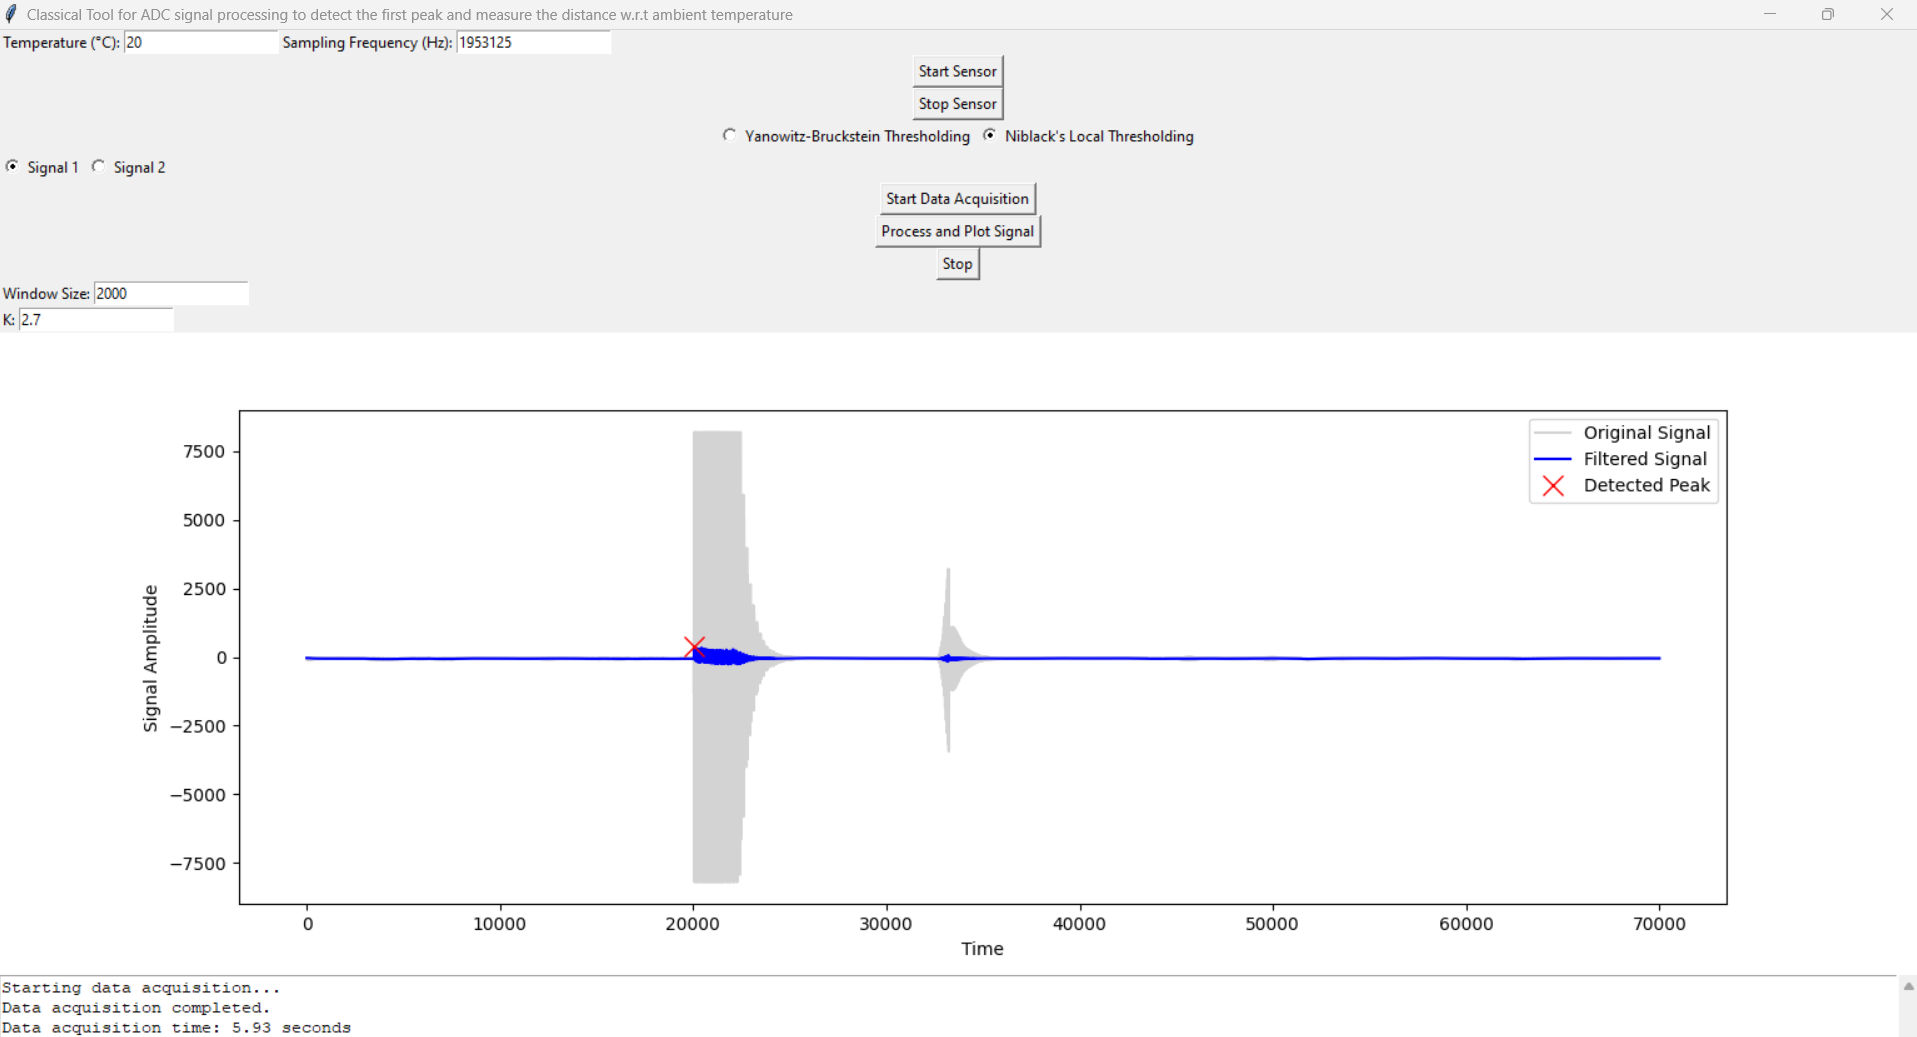 Classical Tool for ADC signal processing to detect the first peak and measure the distance w.r.t ambient temperature
Temperature (°C): 20 Sampling Frequency (Hz): 1953125
Start Sensor
Stop Sensor
Yanowitz-Bruckstein Thresholding Niblack's Local Thresholding
Signal 1 Signal 2
Start Data Acquisition
Process and Plot Signal
Stop
Window Size: 2000
K: 2.7
Original Signal
Filtered Signal
Detected Peak
7500
5000
2500
0
−2500
−5000
−7500
Signal Amplitude
0 10000 20000 30000 40000 50000 60000 70000
Time
Starting data acquisition...
Data acquisition completed.
Data acquisition time: 5.93 seconds